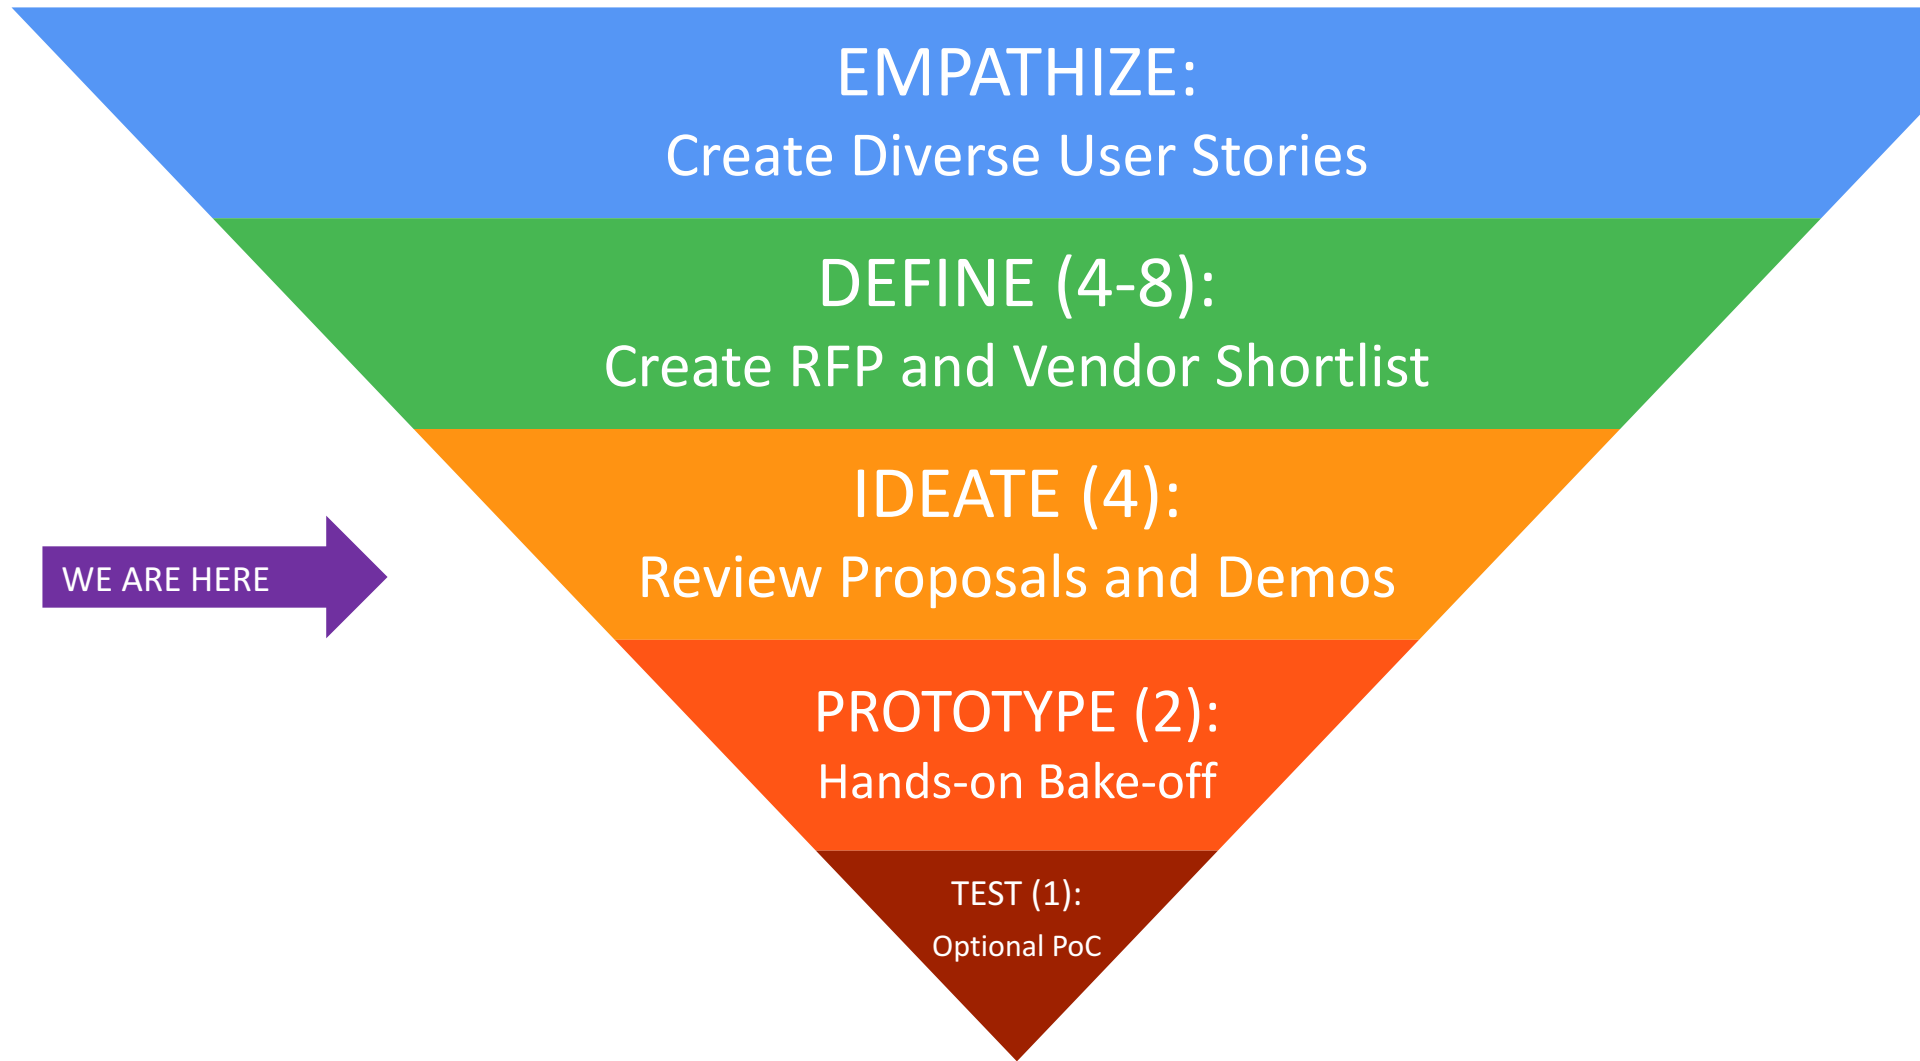 EMPATHIZE:
Create Diverse User Stories
DEFINE (4-8):
Create RFP and Vendor Shortlist
IDEATE (4):
WE ARE HERE
Review Proposals and Demos
PROTOTYPE (2):
Hands-on Bake-off
TEST (1):
Optional PoC